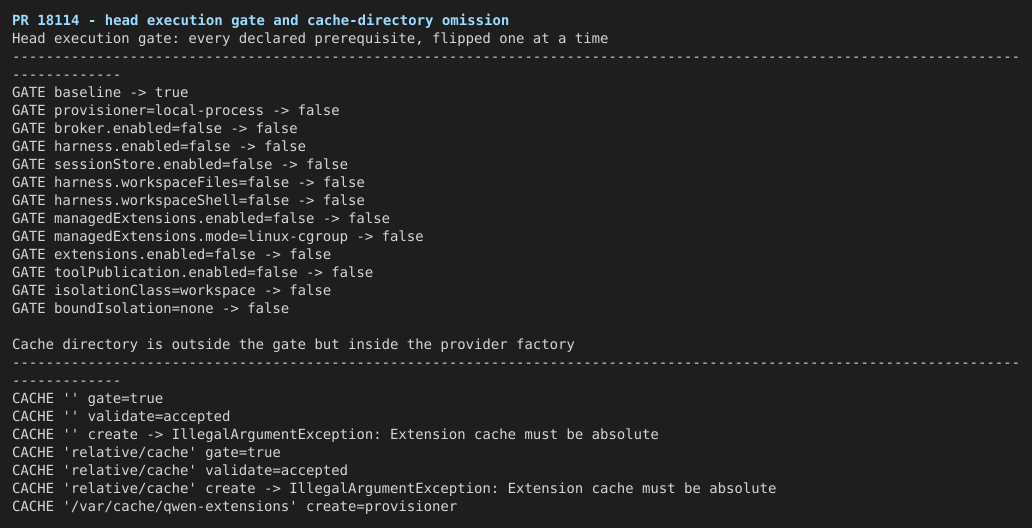 PR 18114 - head execution gate and cache-directory omission
Head execution gate: every declared prerequisite, flipped one at a time
------------------------------------------------------------------------------------------------------------------------
-------------
GATE baseline -> true
GATE provisioner=local-process -> false
GATE broker.enabled=false -> false
GATE harness.enabled=false -> false
GATE sessionStore.enabled=false -> false
GATE harness.workspaceFiles=false -> false
GATE harness.workspaceShell=false -> false
GATE managedExtensions.enabled=false -> false
GATE managedExtensions.mode=linux-cgroup -> false
GATE extensions.enabled=false -> false
GATE toolPublication.enabled=false -> false
GATE isolationClass=workspace -> false
GATE boundIsolation=none -> false
Cache directory is outside the gate but inside the provider factory
------------------------------------------------------------------------------------------------------------------------
-------------
CACHE '' gate=true
CACHE '' validate=accepted
CACHE '' create -> IllegalArgumentException: Extension cache must be absolute
CACHE 'relative/cache' gate=true
CACHE 'relative/cache' validate=accepted
CACHE 'relative/cache' create -> IllegalArgumentException: Extension cache must be absolute
CACHE '/var/cache/qwen-extensions' create=provisioner